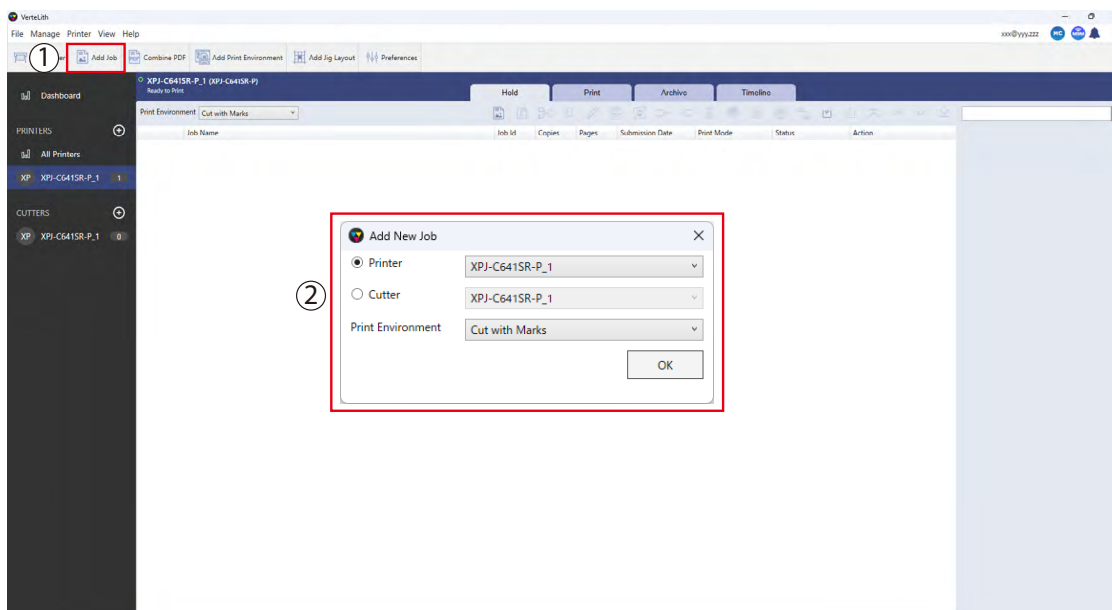 VerteLith
File Manage Printer View Help
xxx@yyy.zzz MC MINI
① er Add Job Combine PDF Add Print Environment Add Jig Layout Preferences
Dashboard
XPJ-C641SR-P_1 (XPJ-C641SR-P)
Ready to Print
Hold Print Archive Timeline
Print Environment Cut with Marks
PRINTERS
Job Name Job Id Copies Pages Submission Date Print Mode Status Action
All Printers
XP XPJ-C641SR-P_1 1
CUTTERS
XP XPJ-C641SR-P_1 0
②
Add New Job
Printer XPJ-C641SR-P_1
Cutter XPJ-C641SR-P_1
Print Environment Cut with Marks
OK